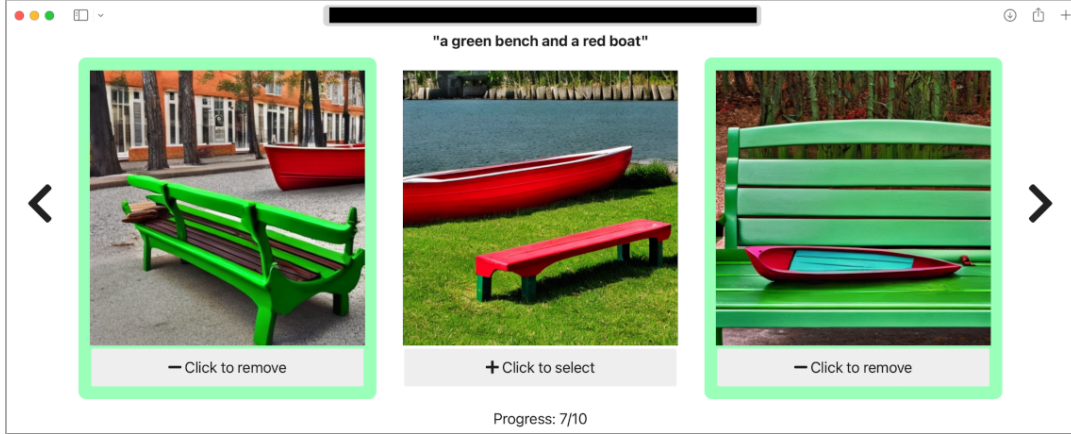 "a green bench and a red boat"
Click to remove
Click to select
Click to remove
Progress: 7/10